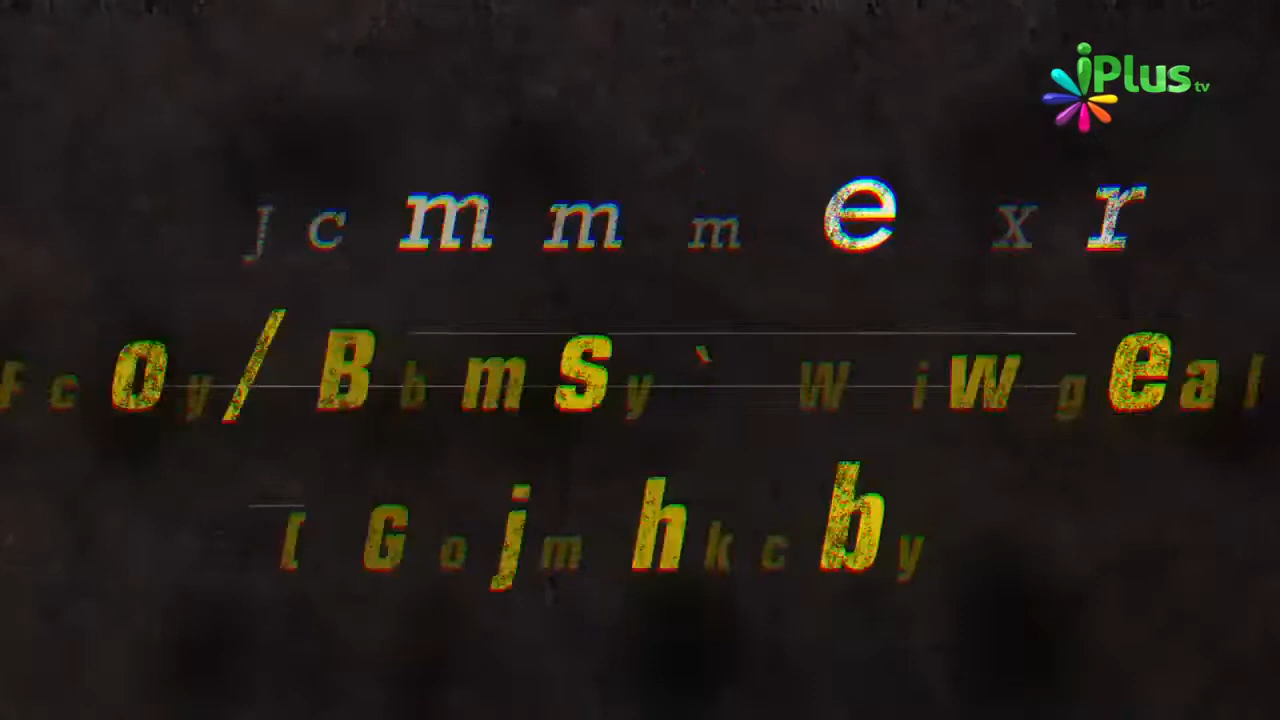 iPlus tv
J c m m m e x r
F c o y / B b m s y ` W i w g e a l
[ G o j m h k c b y